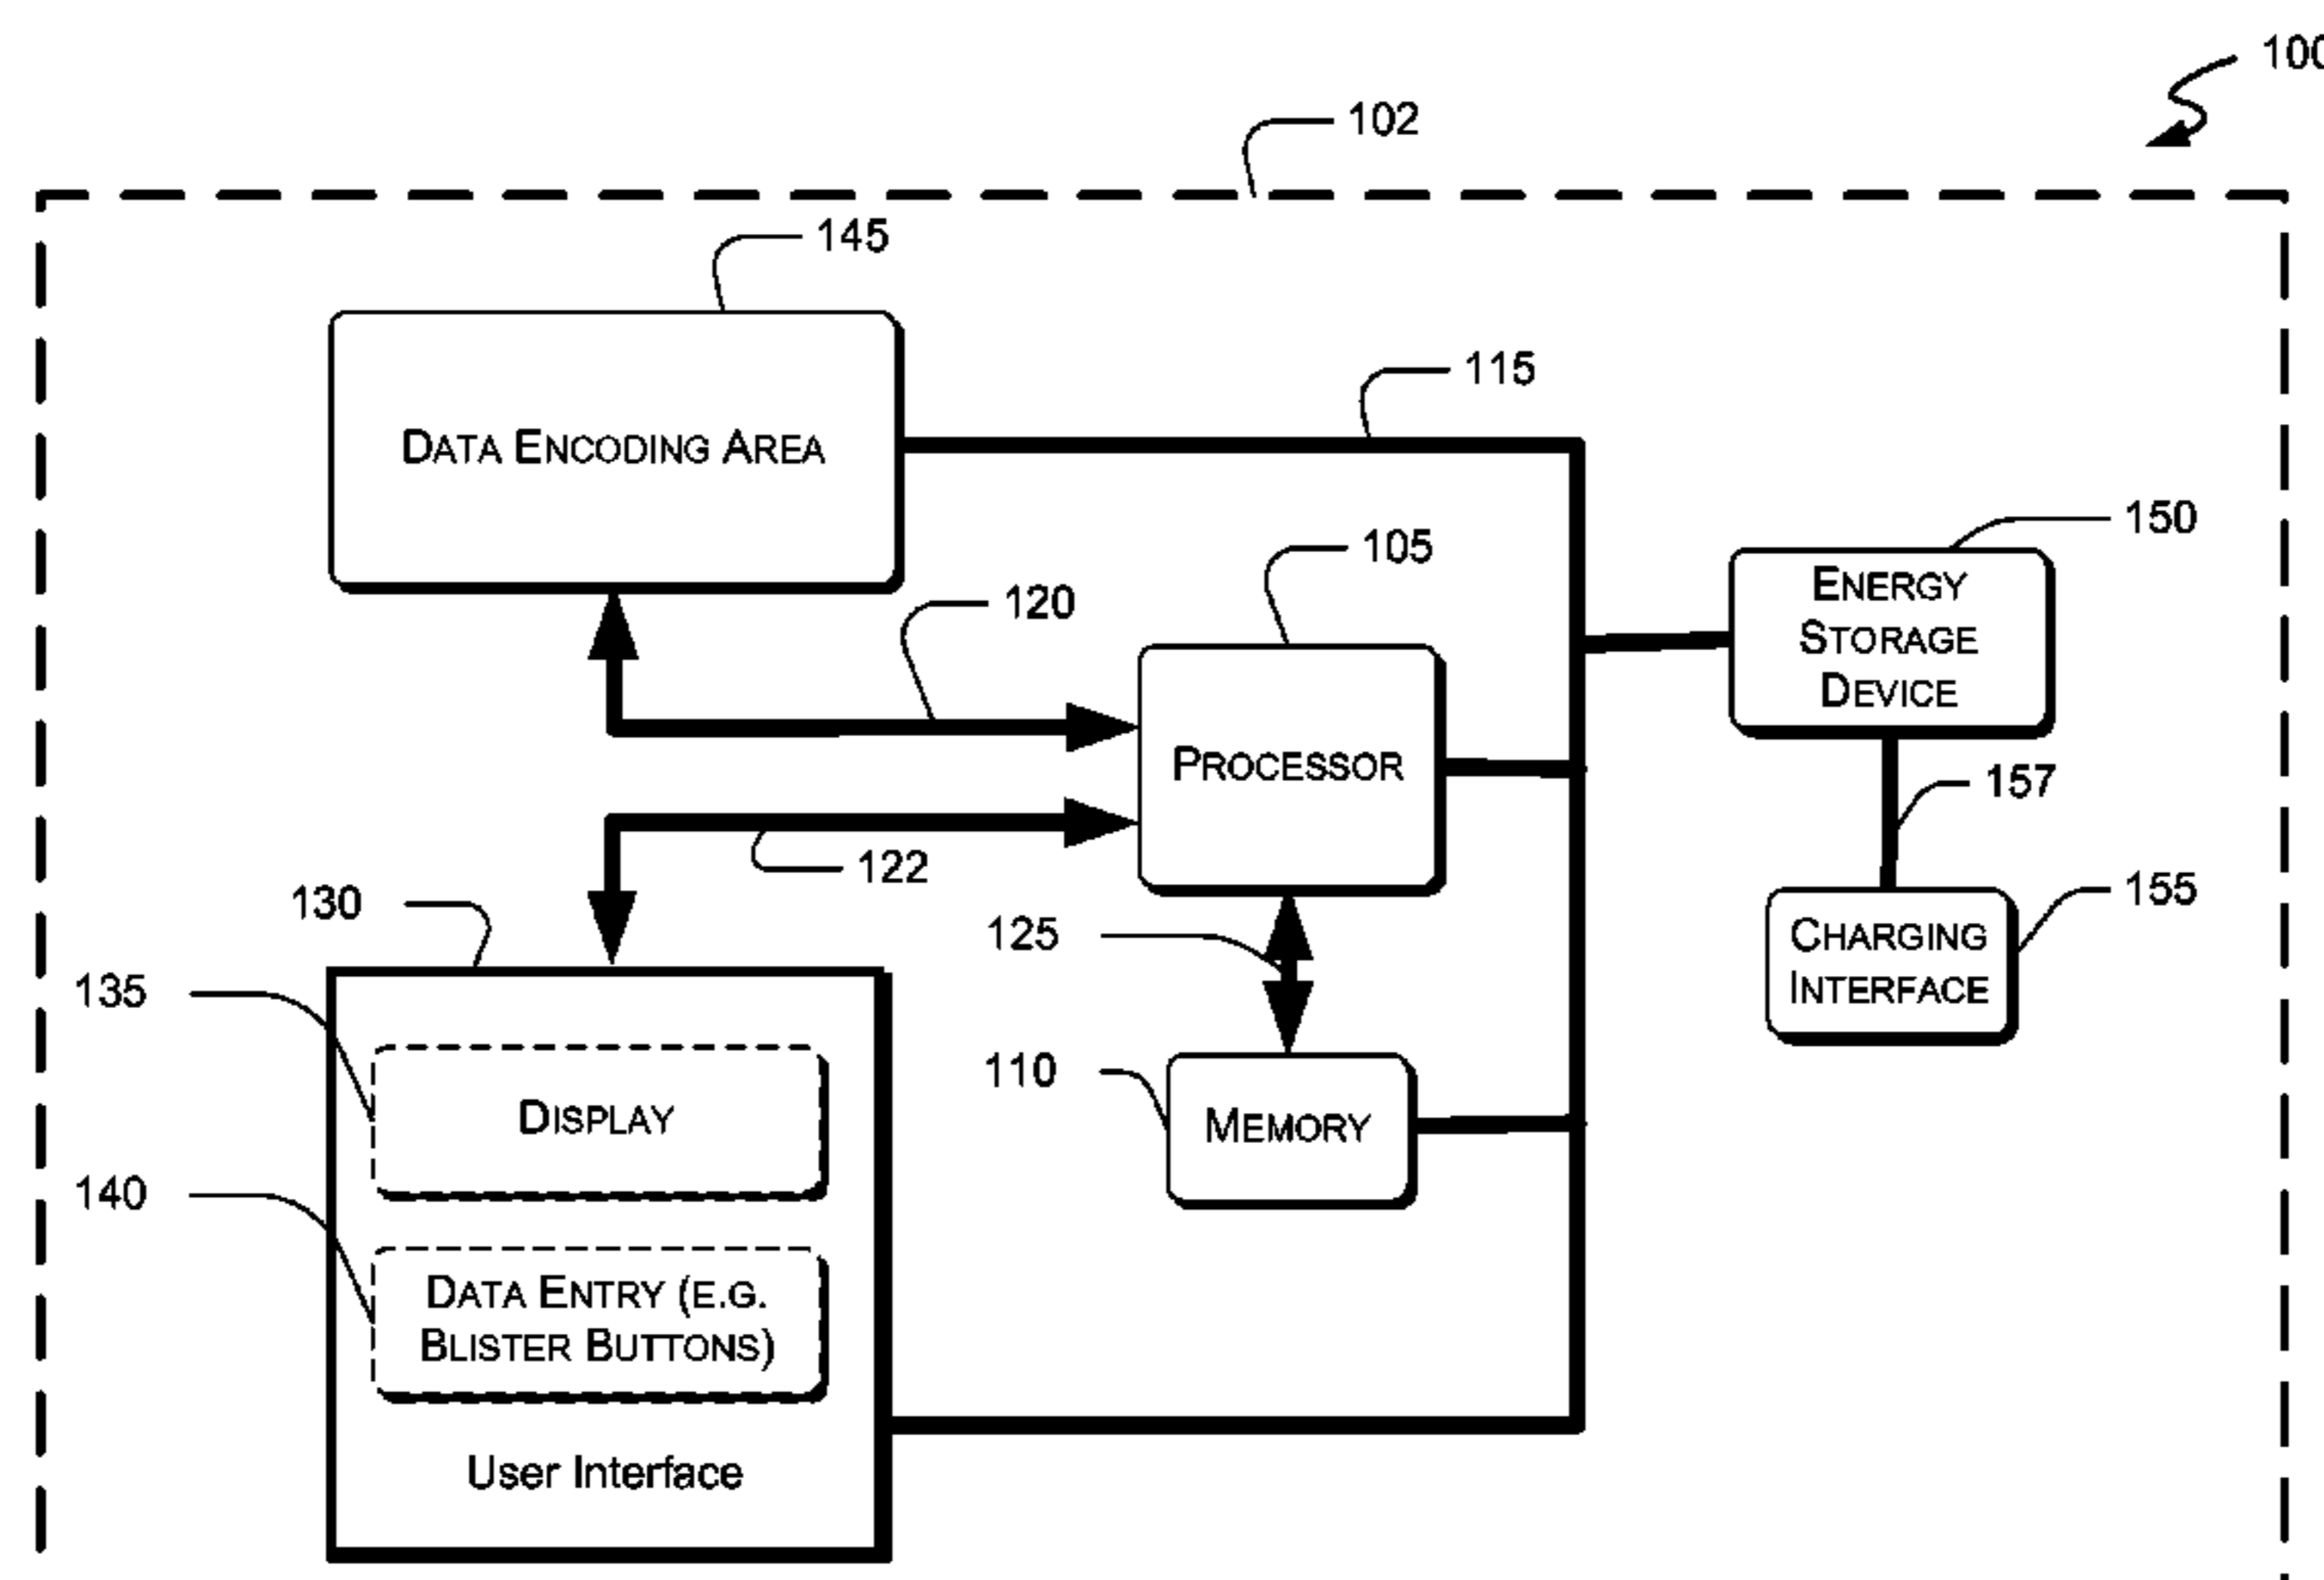 100
102
145
DATA ENCODING AREA
115
150
ENERGY
STORAGE
DEVICE
105
120
PROCESSOR
157
122
130
155
CHARGING
INTERFACE
125
135
110
MEMORY
DISPLAY
140
DATA ENTRY (E.G.
BLISTER BUTTONS)
User Interface